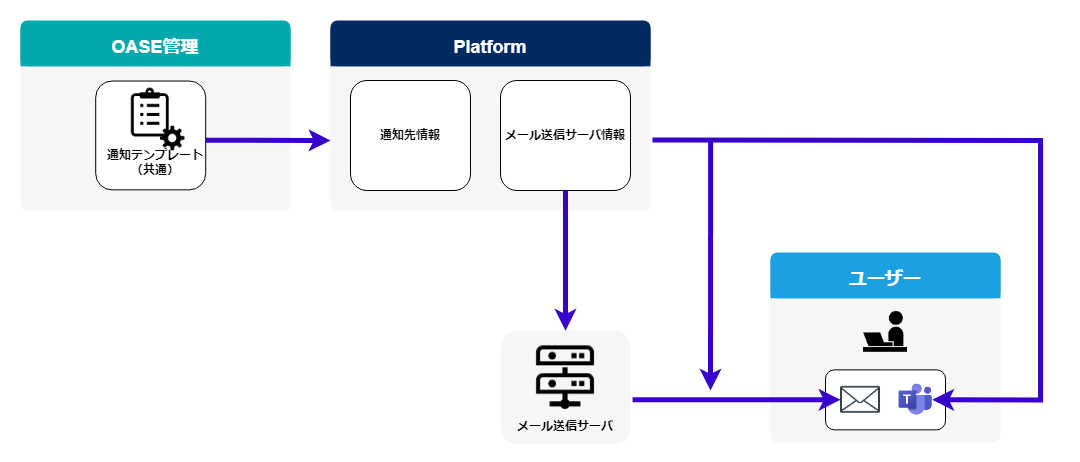 OASE管理
Platform
通知テンプレート
（共通）
通知先情報
メール送信サーバ情報
ユーザー
メール送信サーバ
T